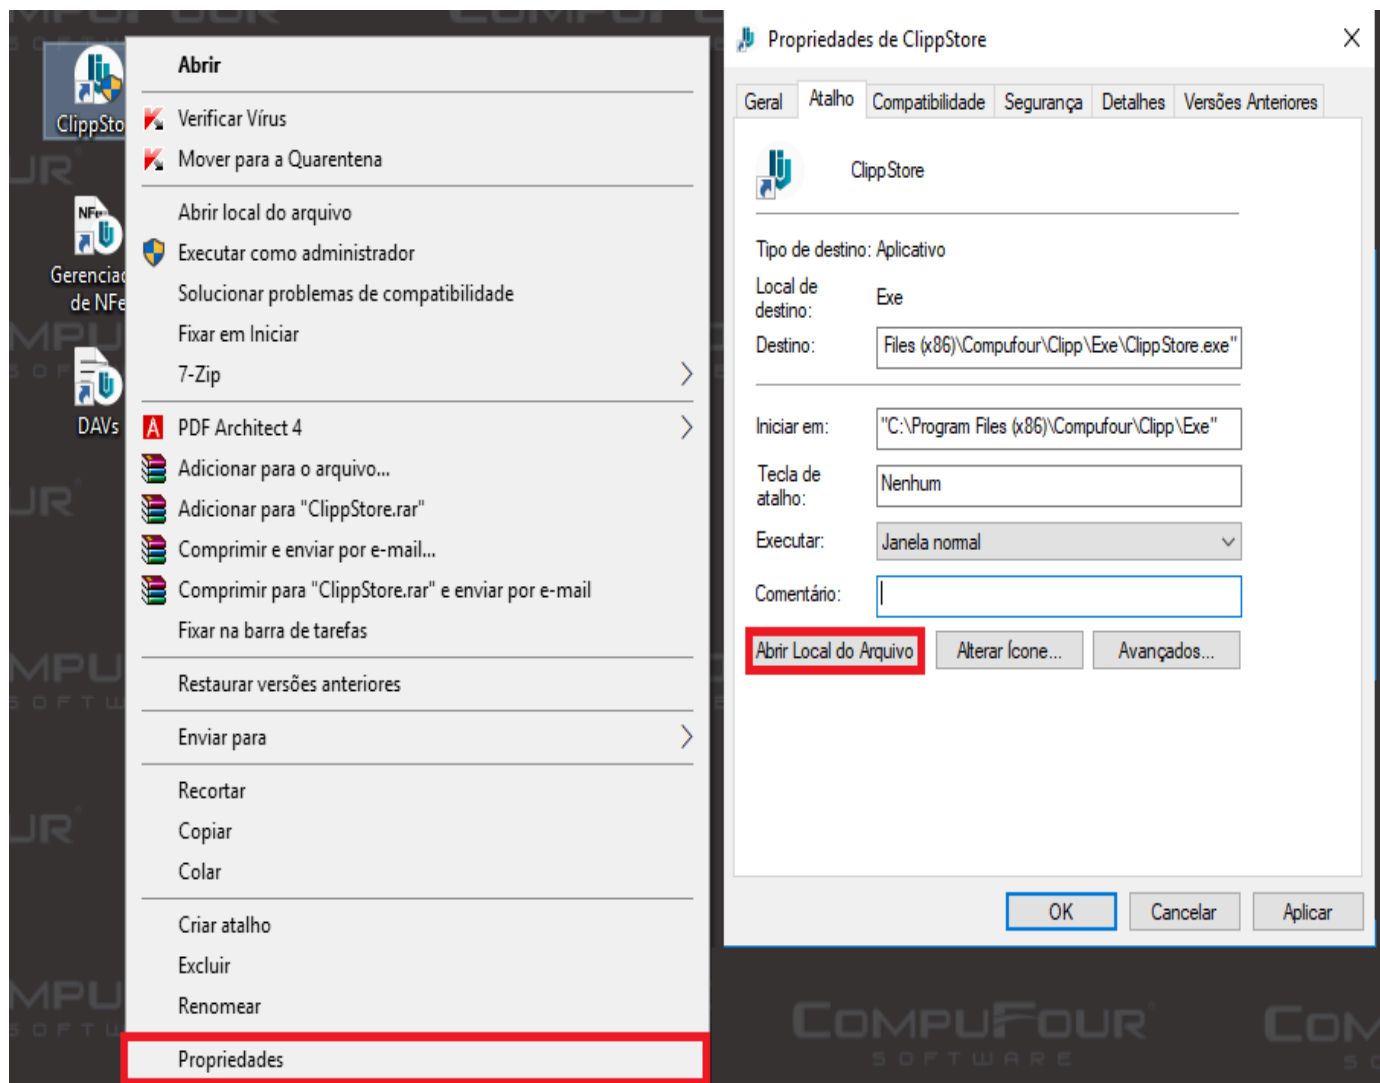 ClippSto
Gerenciad
de NFe
DAVs
Abrir
Verificar Vírus
Mover para a Quarentena
Abrir local do arquivo
Executar como administrador
Solucionar problemas de compatibilidade
Fixar em Iniciar
7-Zip
PDF Architect 4
Adicionar para o arquivo...
Adicionar para "ClippStore.rar"
Comprimir e enviar por e-mail...
Comprimir para "ClippStore.rar" e enviar por e-mail
Fixar na barra de tarefas
Restaurar versões anteriores
Enviar para
Recortar
Copiar
Colar
Criar atalho
Excluir
Renomear
Propriedades
Propriedades de ClippStore
Geral Atalho Compatibilidade Segurança Detalhes Versões Anteriores
ClippStore
Tipo de destino: Aplicativo
Local de
destino: Exe
Destino: Files (x86)\Compufour\Clipp\Exe\ClippStore.exe"
Iniciar em: "C:\Program Files (x86)\Compufour\Clipp\Exe"
Tecla de
atalho: Nenhum
Executar: Janela normal
Comentário:
Abrir Local do Arquivo Alterar Ícone... Avançados...
OK Cancelar Aplicar
COMPUFOUR
SOFTWARE